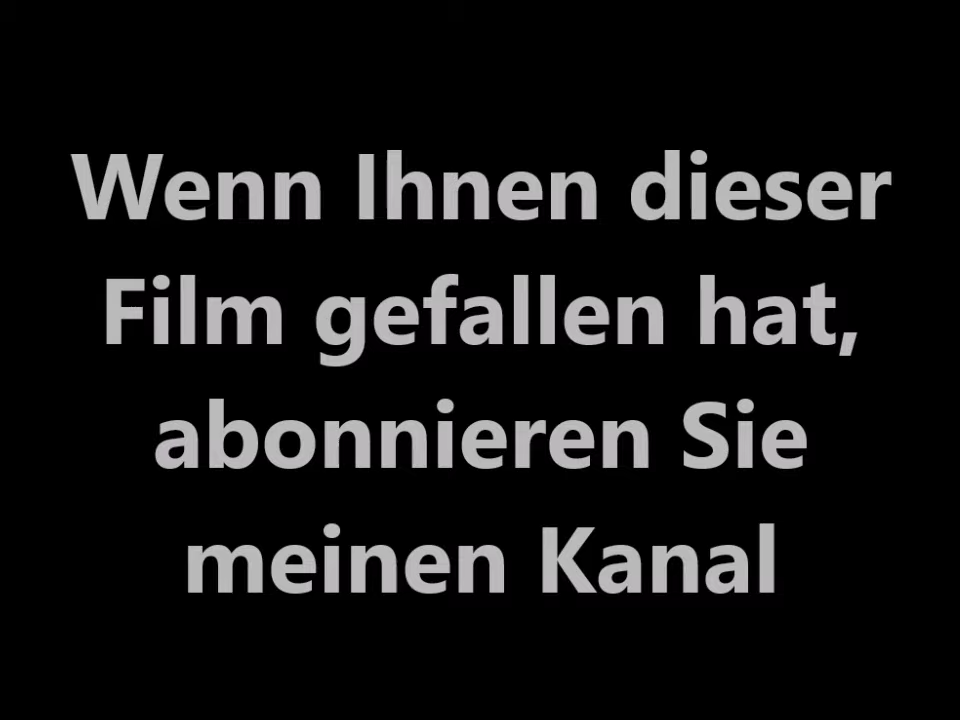 Wenn Ihnen dieser
Film gefallen hat,
abonnieren Sie
meinen Kanal